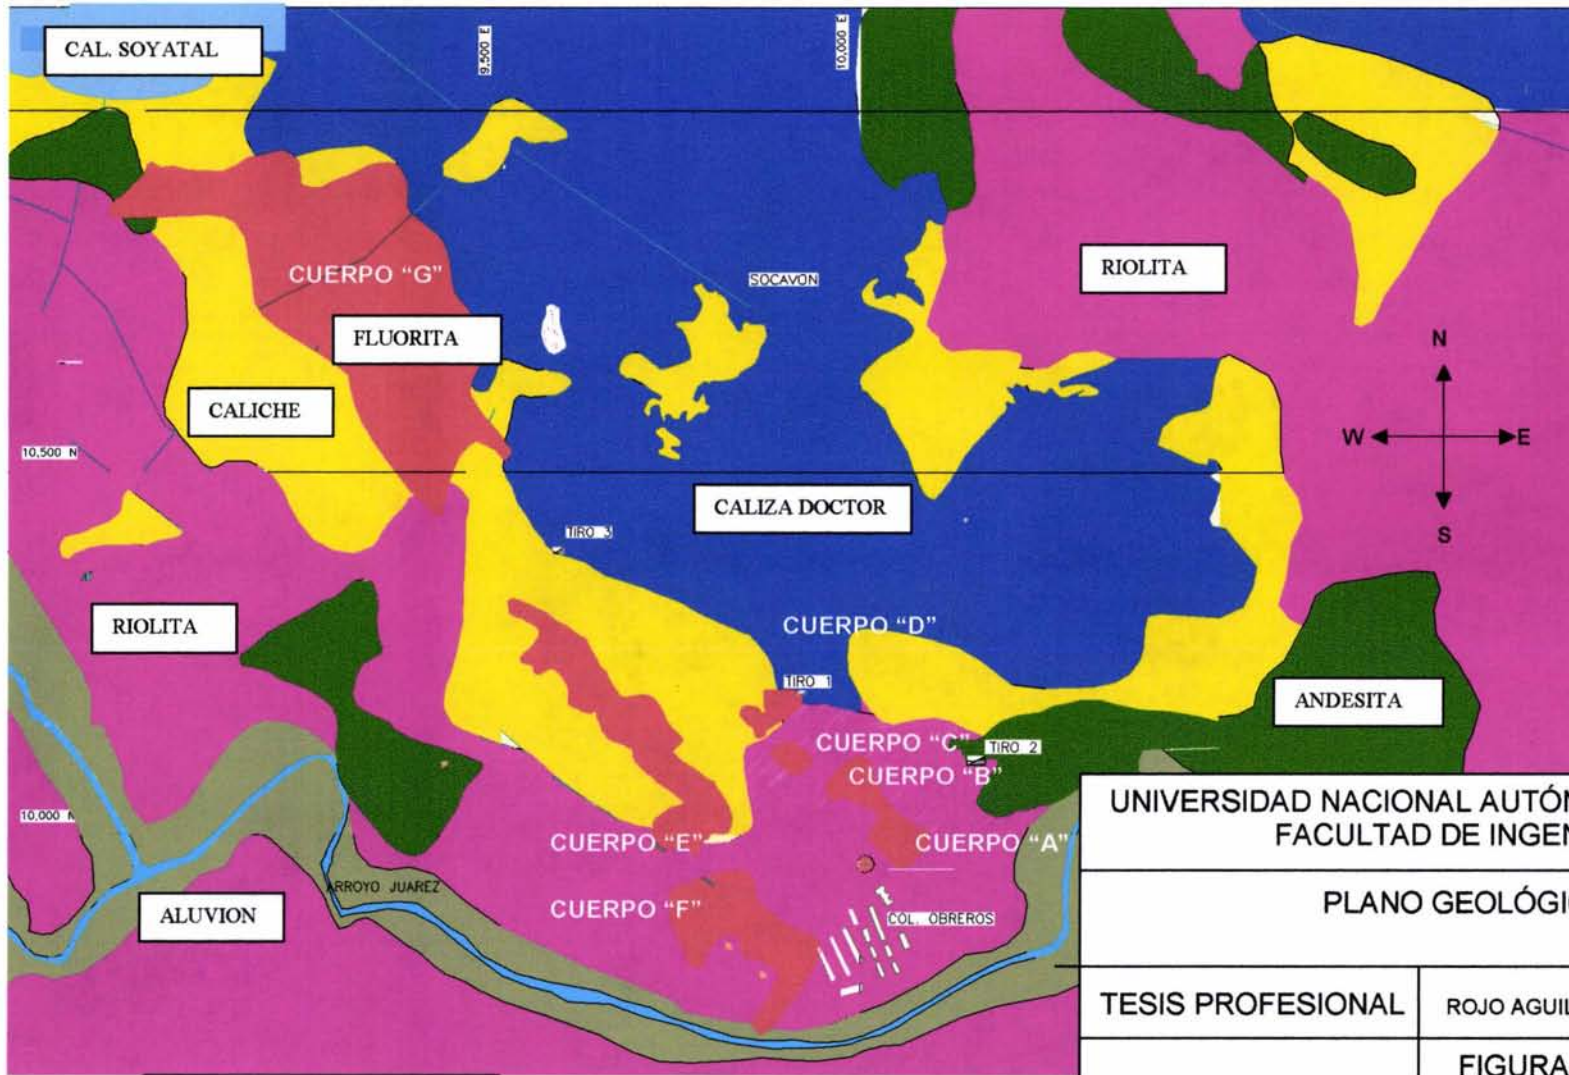 CAL. SOYATAL
9,500 E
10,000 E
SOCAVON
RIOLITA
CUERPO “G”
FLUORITA
CALICHE
N
W
E
S
10,500 N
CALIZA DOCTOR
TIRO 3
RIOLITA
CUERPO “D”
TIRO 1
ANDESITA
CUERPO “C”
TIRO 2
CUERPO “B”
10,000 N
CUERPO “E”
CUERPO “A”
ARROYO JUAREZ
ALUVION
CUERPO “F”
COL. OBREROS
UNIVERSIDAD NACIONAL AUTÓN
FACULTAD DE INGEN
PLANO GEOLÓGI
TESIS PROFESIONAL
ROJO AGUIL
FIGURA